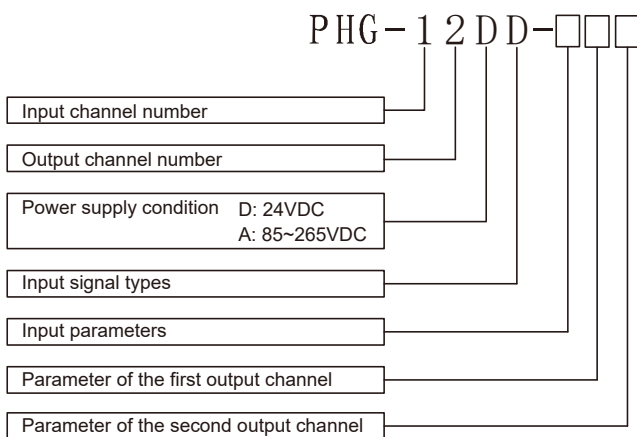 PHG-12DD-□□□
Input channel number
Output channel number
Power supply condition D: 24VDC
A: 85~265VDC
Input signal types
Input parameters
Parameter of the first output channel
Parameter of the second output channel